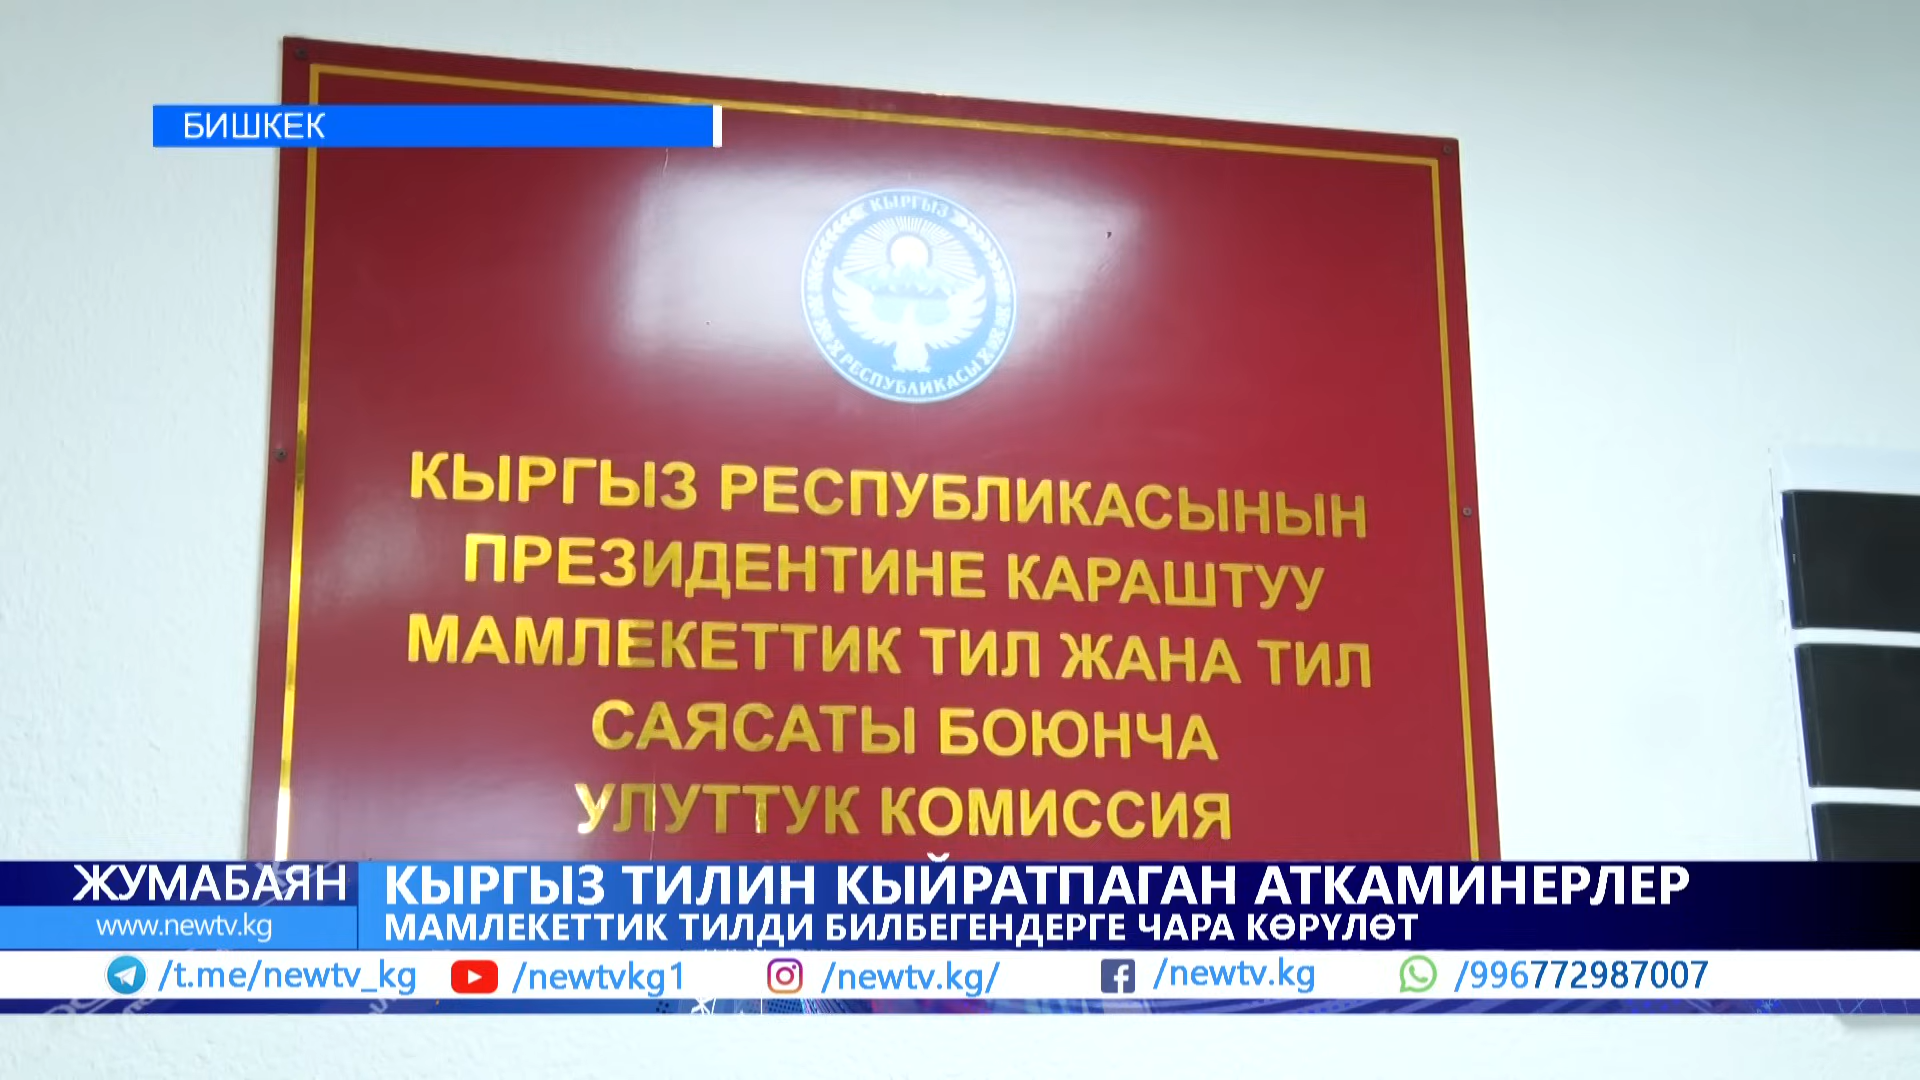 БИШКЕК
КЫРГЫЗ
РЕСПУБЛИКАСЫ
КЫРГЫЗ РЕСПУБЛИКАСЫНЫН
ПРЕЗИДЕНТИНЕ КАРАШТУУ
МАМЛЕКЕТТИК ТИЛ ЖАНА ТИЛ
САЯСАТЫ БОЮНЧА
УЛУТТУК КОМИССИЯ
ЖУМАБАЯН
www.newtv.kg
КЫРГЫЗ ТИЛИН КЫЙРАТПАГАН АТКАМИНЕРЛЕР
МАМЛЕКЕТТИК ТИЛДИ БИЛБЕГЕНДЕРГЕ ЧАРА КӨРҮЛӨТ
/t.me/newtv_kg /newtvkg1 /newtv.kg/ /newtv.kg /996772987007